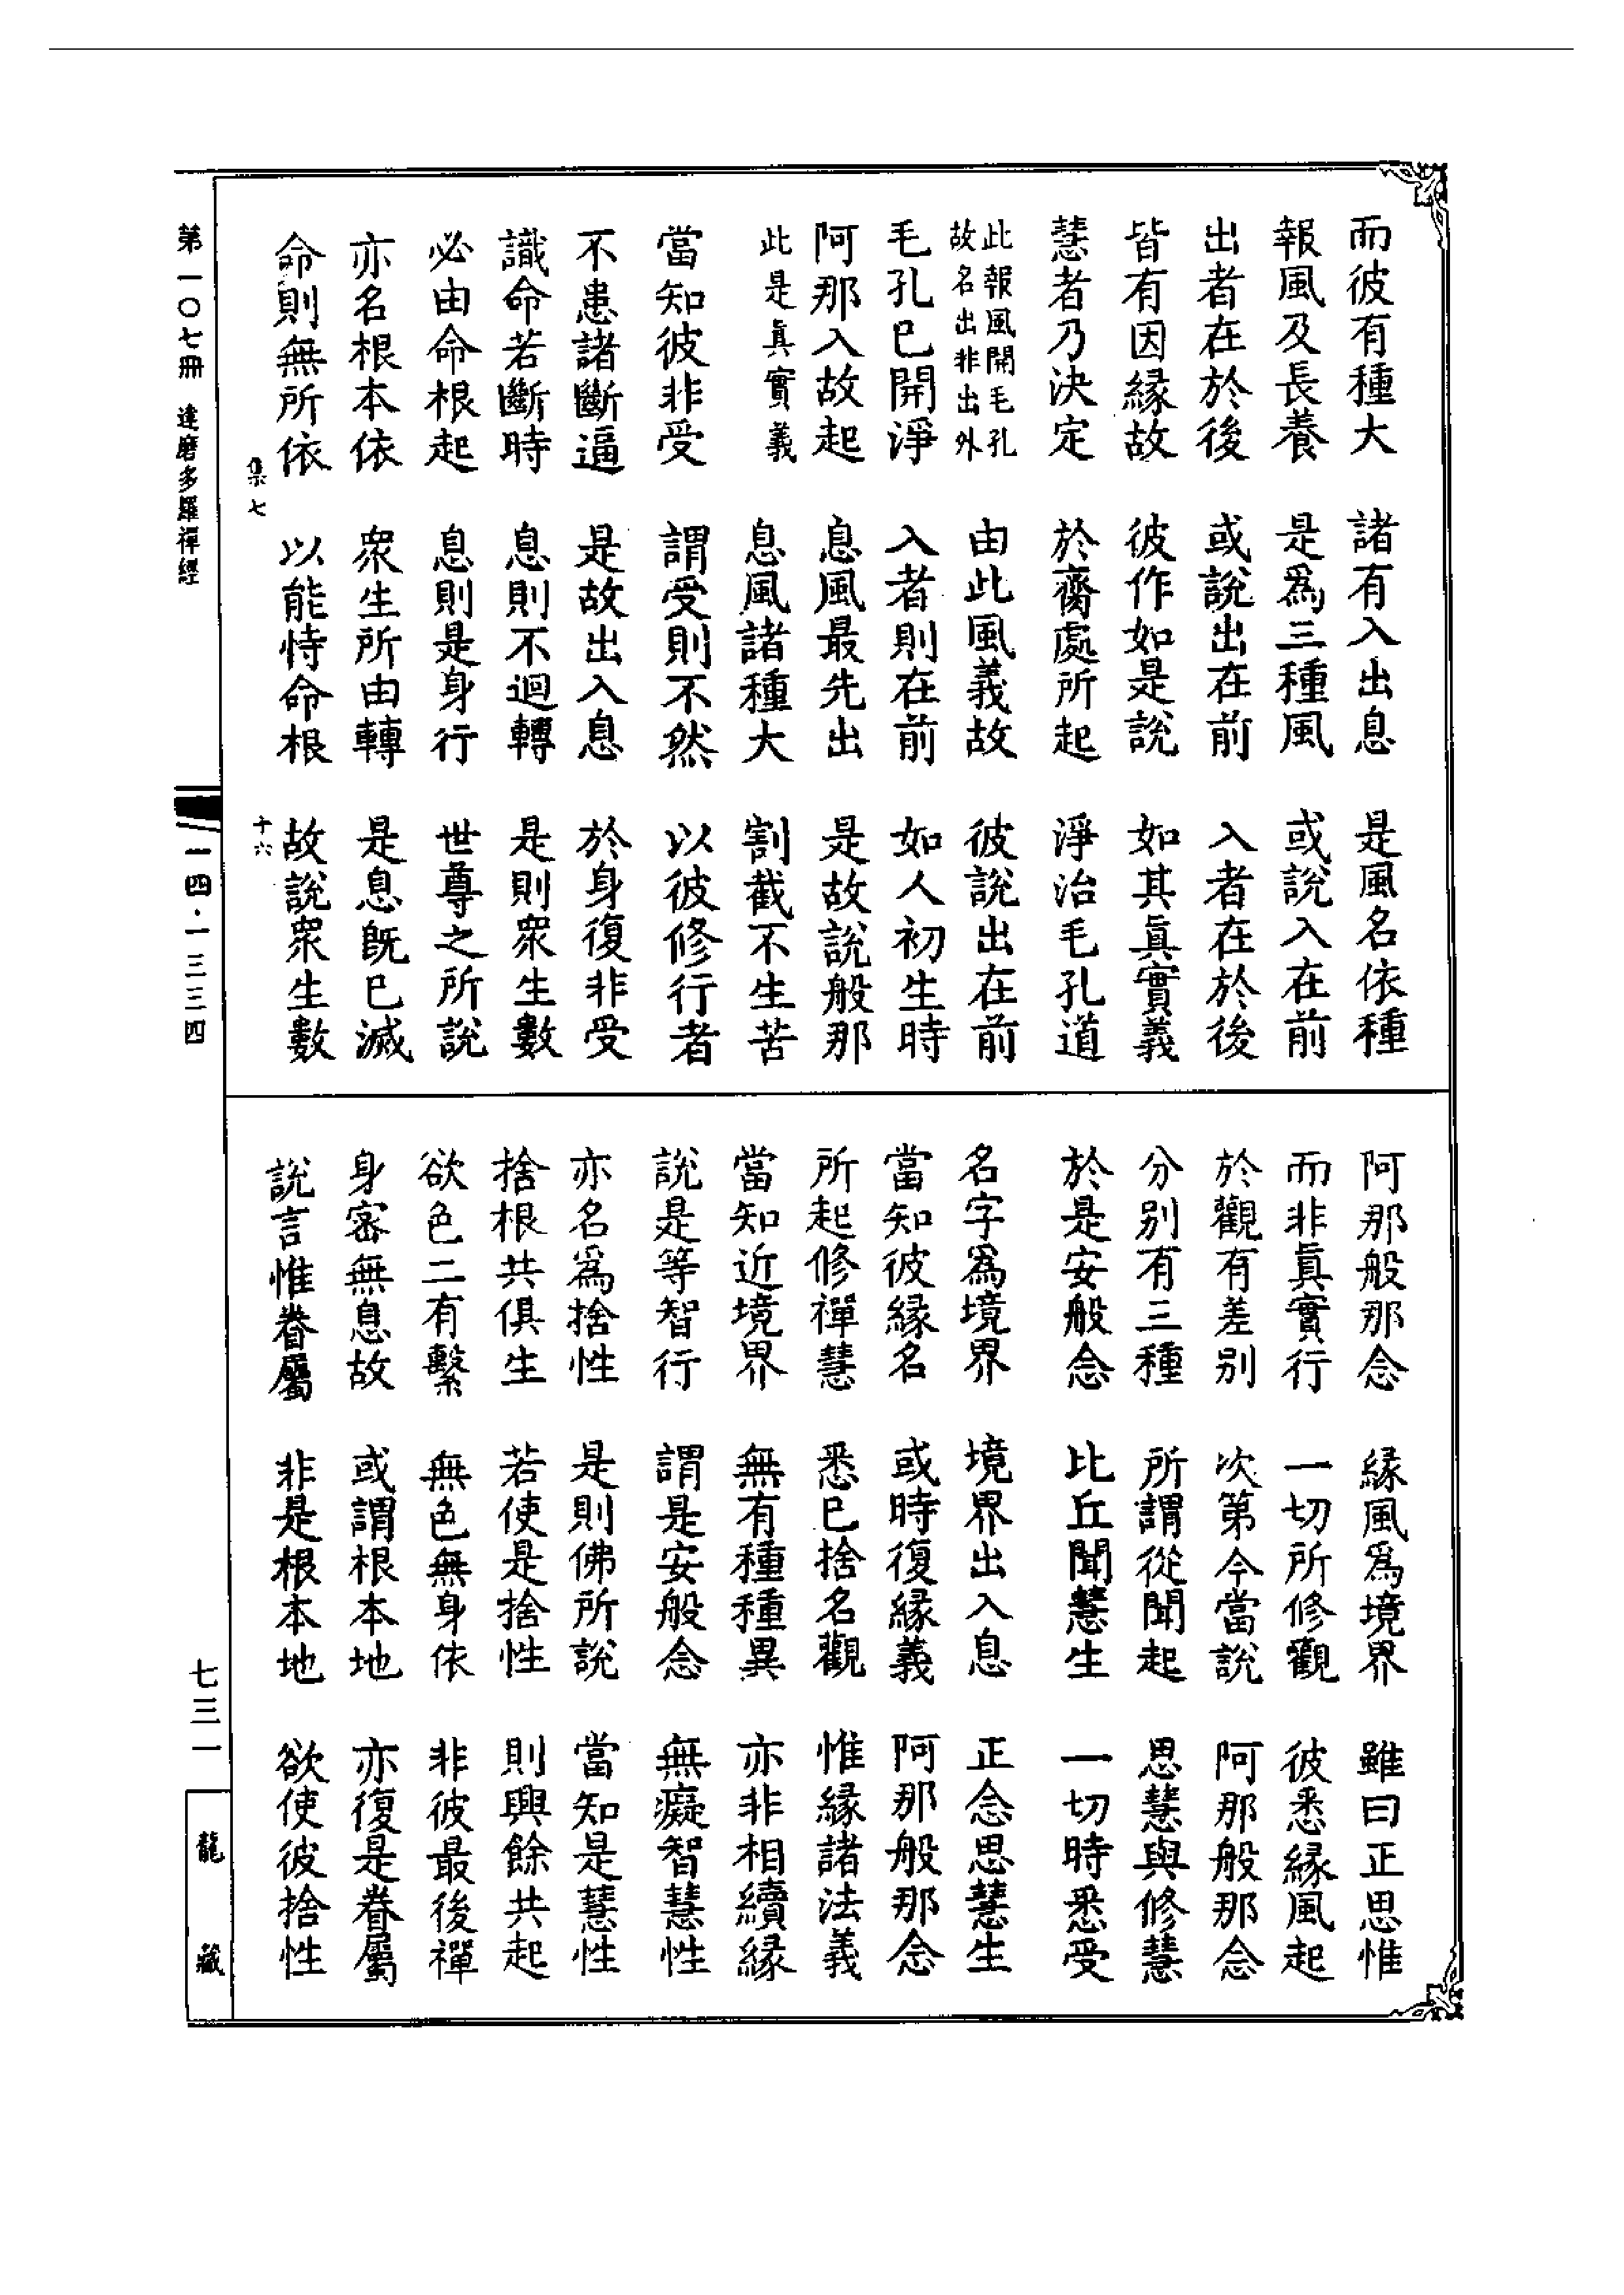 而彼有種大　諸有入出息　是風名依種
報風及長養　是爲三種風　或說入在前
出者在於後　或說出在前　入者在於後
皆有因緣故　彼作如是說　如其眞實義
慧者乃決定　於齊處所起　淨治毛孔道
此報風開毛孔故名出非出外　由此風義故　彼說出在前
毛孔已開淨　入者則在前　如人初生時
阿那入故起　息風最先出　是故說般那
此是眞實義　息風諸種大　割截不生苦
當知彼非受　謂受則不然　以彼修行者
不患諸斷逼　是故出入息　於身復非受
識命若斷時　息則不迴轉　是則眾生數
必由命根起　息則是身行　世尊之所說
亦名根本依　眾生所由轉　是息旣已滅
命則無所依　以能恃命根　故說眾生數
集七　十六
阿那般那念　緣風爲境界　雖曰正思惟
而非眞實行　一切所修觀　彼悉緣風起
於觀有差別　次第今當說　阿那般那念
分別有三種　所謂從聞起　思慧與修慧
於是安般念　比丘聞慧生　一切時悉受
名字爲境界　境界出入息　正念思慧生
當知彼緣名　或時復緣義　阿那般那念
所起修禪慧　悉已捨名觀　惟緣諸法義
當知近境界　無有種種異　亦非相續緣
說是等智行　謂是安般念　無癡智慧性
亦名爲捨性　是則佛所說　當知是慧性
捨根共俱生　若使是捨性　則興餘共起
欲色二有繫　無色無身依　非彼最後禪
身密無息故　或謂根本地　亦復是眷屬
說言惟眷屬　非是根本地　欲使彼捨性
第一〇七冊　達磨多羅禪經
一四·一三三四
七三一
龍藏